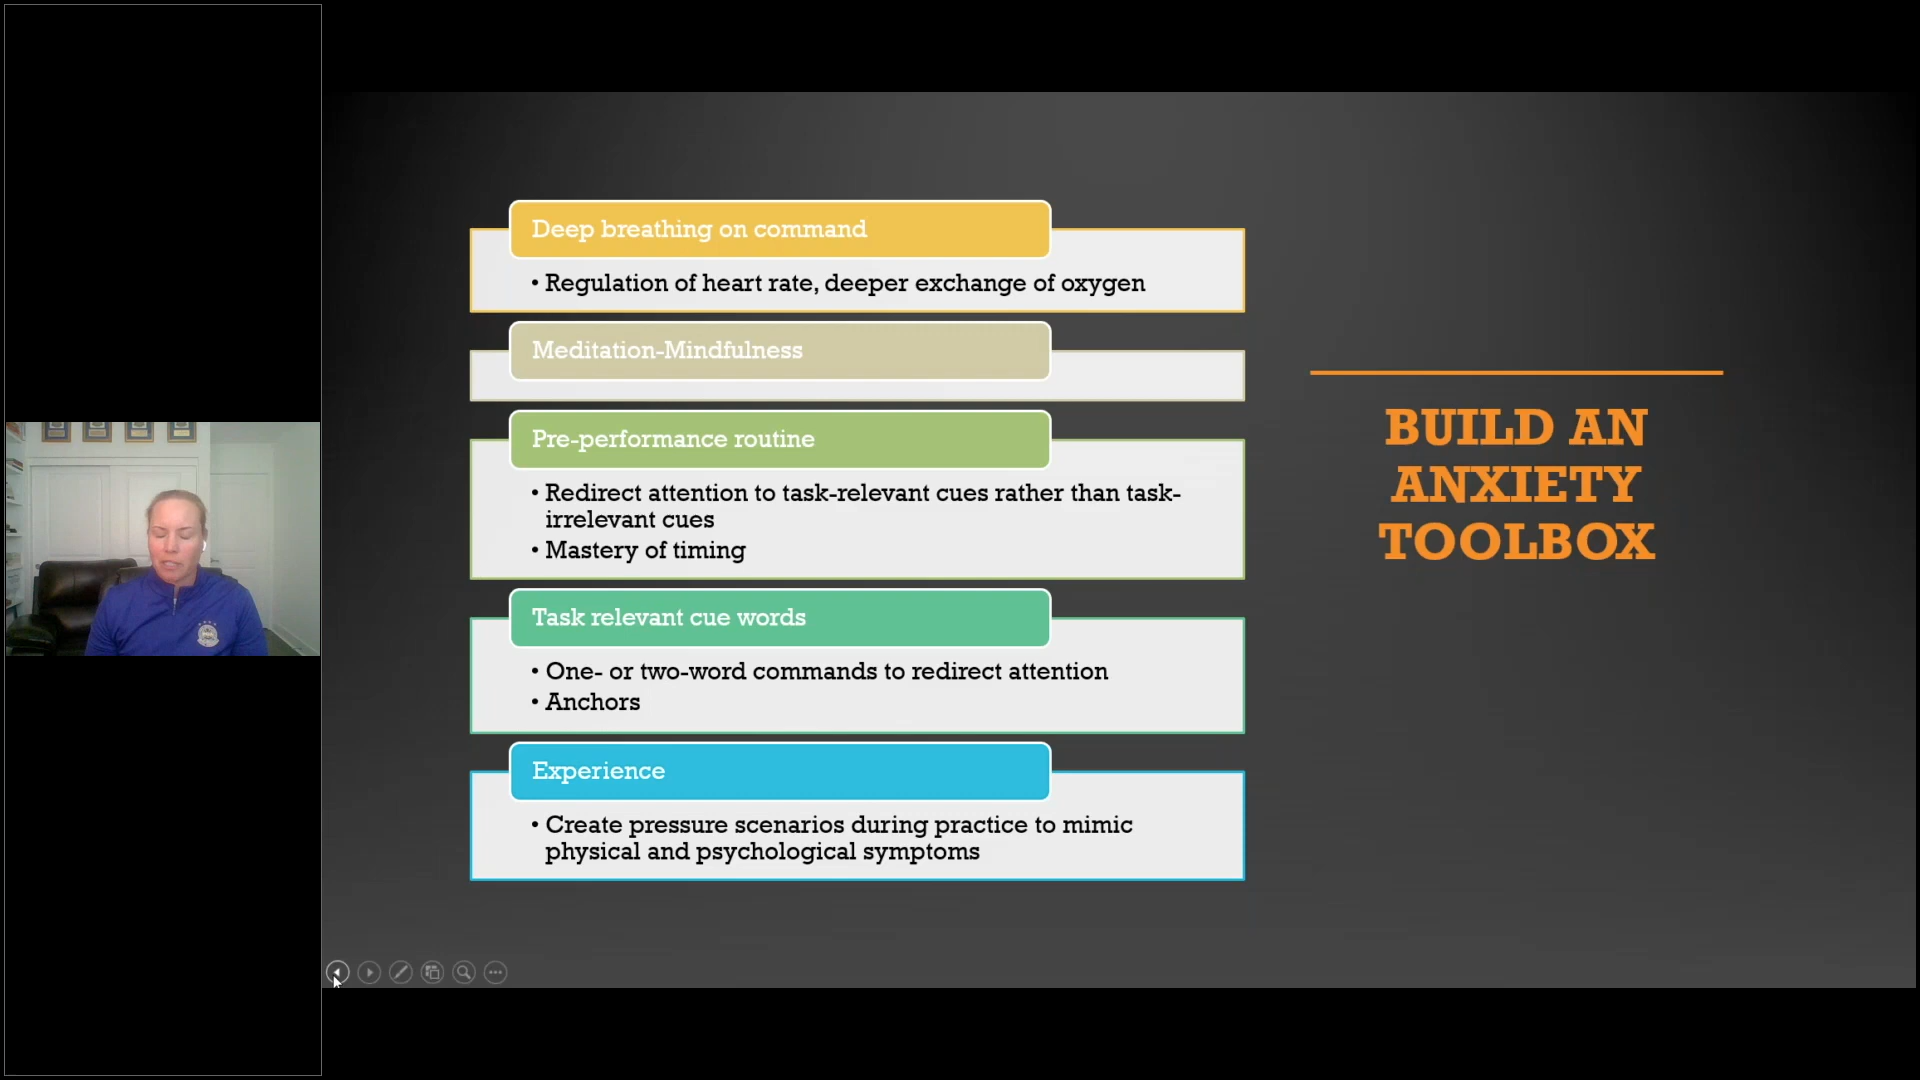 Deep breathing on command
• Regulation of heart rate, deeper exchange of oxygen
Meditation-Mindfulness
Pre-performance routine
• Redirect attention to task-relevant cues rather than task-
irrelevant cues
• Mastery of timing
Task relevant cue words
• One- or two-word commands to redirect attention
• Anchors
Experience
• Create pressure scenarios during practice to mimic
physical and psychological symptoms
BUILD AN
ANXIETY
TOOLBOX